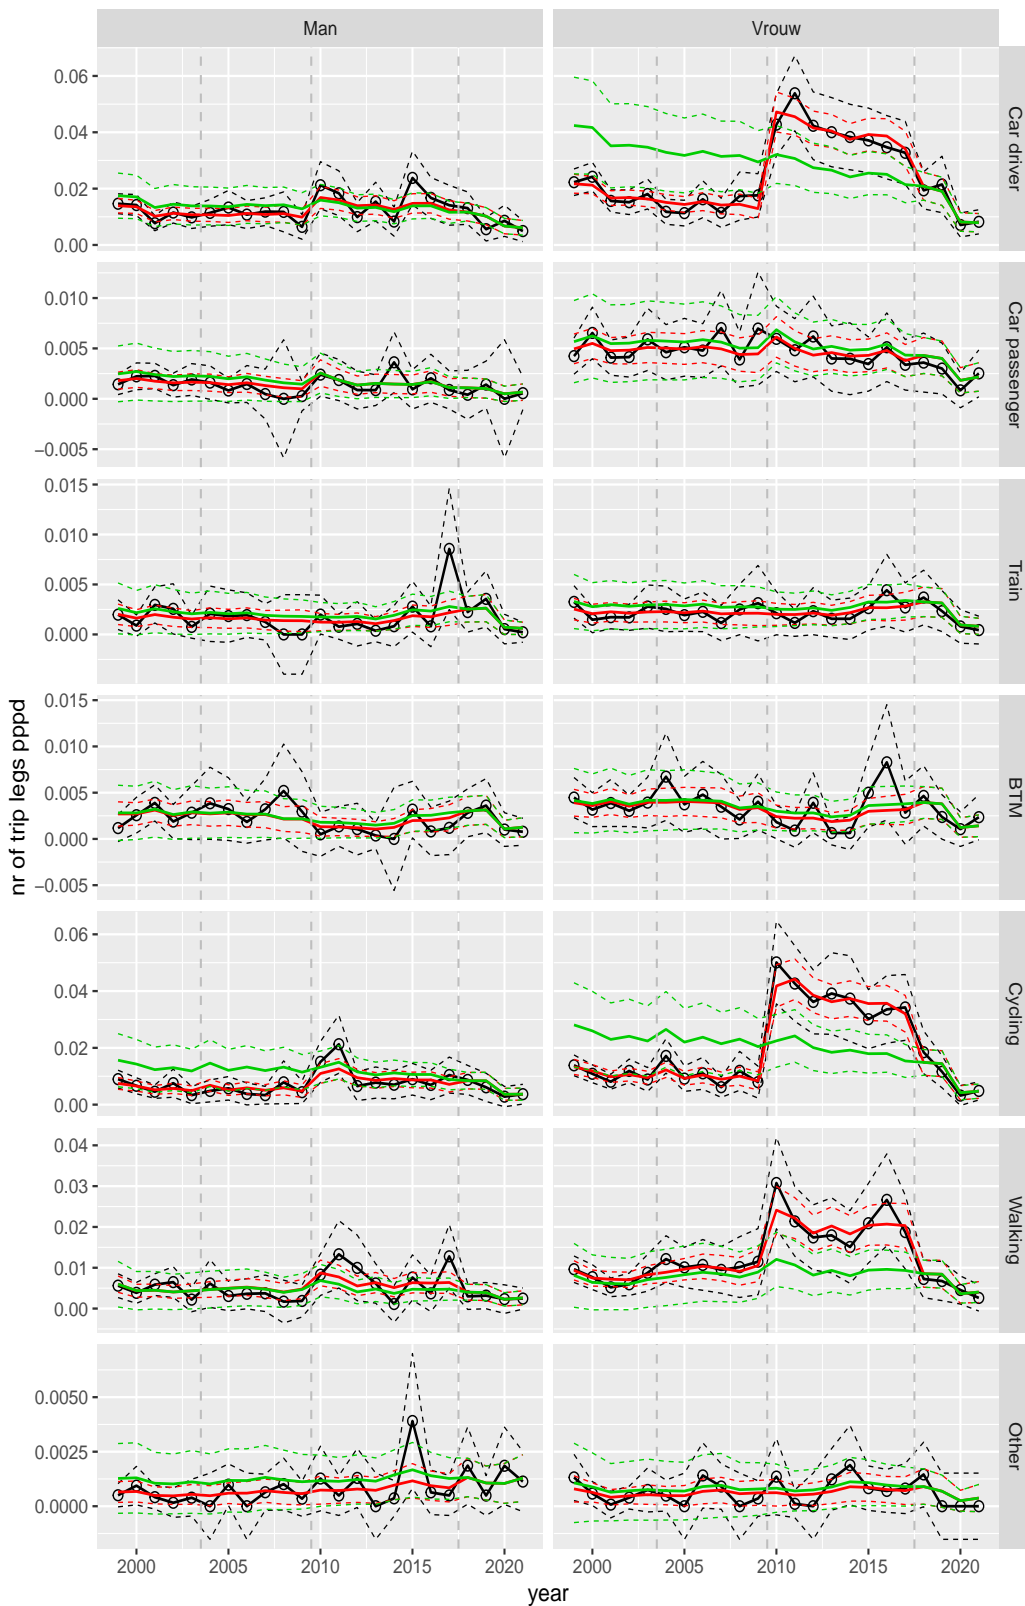 Man Vrouw
0.06
0.04
0.02
0.00
Car driver
0.010
0.005
0.000
−0.005
Car passenger
0.015
0.010
0.005
0.000
Train
0.015
0.010
0.005
0.000
−0.005
BTM
0.06
0.04
0.02
0.00
Cycling
0.04
0.03
0.02
0.01
0.00
Walking
0.0050
0.0025
0.0000
Other
2000 2005 2010 2015 2020 2000 2005 2010 2015 2020
year
nr of trip legs pppd